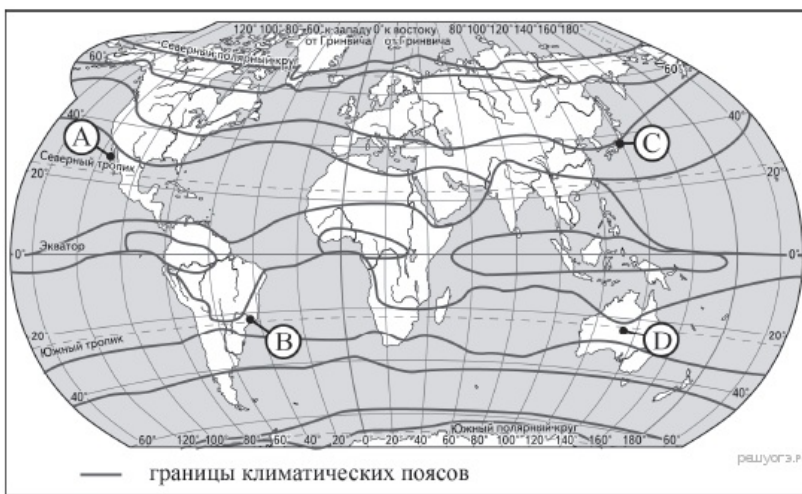 120° 100° 80° 60° к западу 0° к востоку 80° 100° 120° 140° 160° 180°
от Гринвича от Гринвича
Северный полярный круг
60° 60°
40° 40°
A C
Северный тропик
20° 20°
Экватор
0° 0°
B D
20° 20°
Южный тропик
40° 40°
Южный полярный круг
60° 120° 100° 80° 60° 40° 20° 0° 20° 40° 60° 80° 100° 120° 140° 160° 180° 60°
границы климатических поясов
решуогэ.р